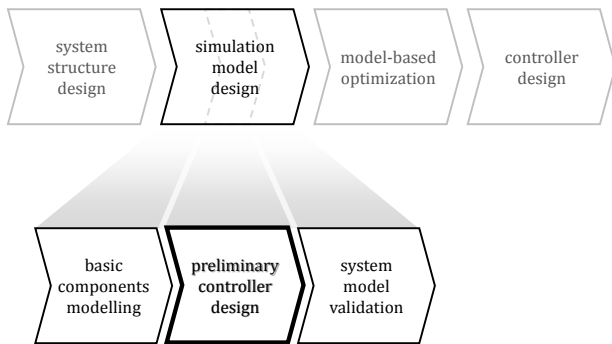 system
structure
design
simulation
model
design
model-based
optimization
controller
design
basic
components
modelling
preliminary
controller
design
system
model
validation